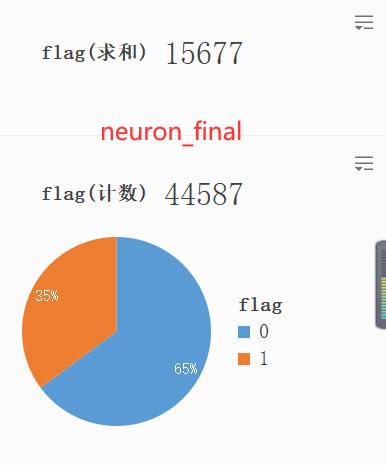 flag(求和) 15677
neuron_final
flag(计数) 44587
35%
65%
flag
0
1